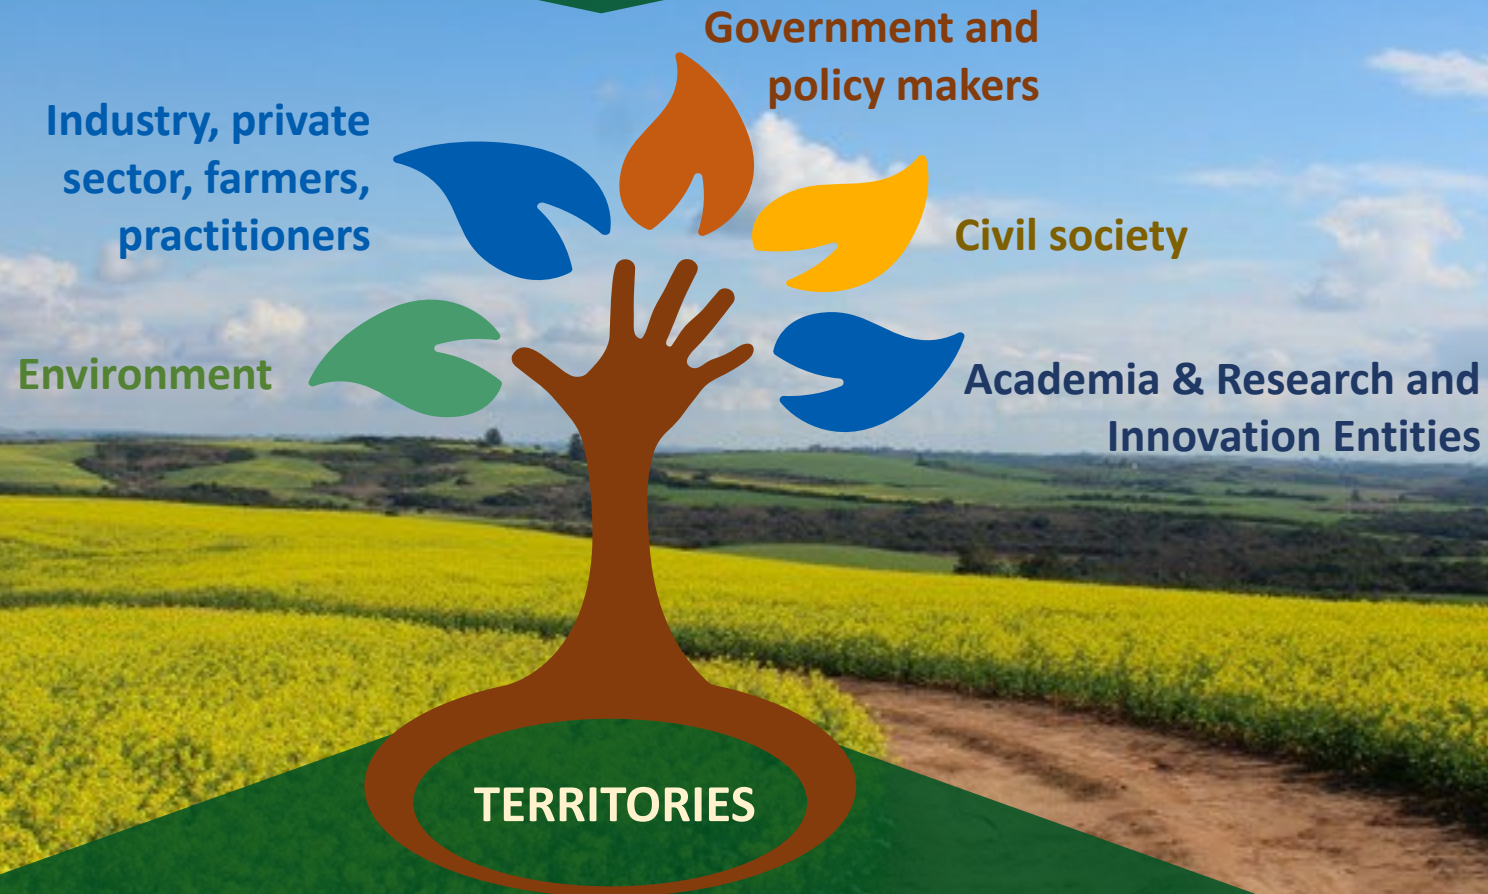 Government and
policy makers
Industry, private
sector, farmers,
practitioners
Civil society
Environment
Academia & Research and
Innovation Entities
TERRITORIES